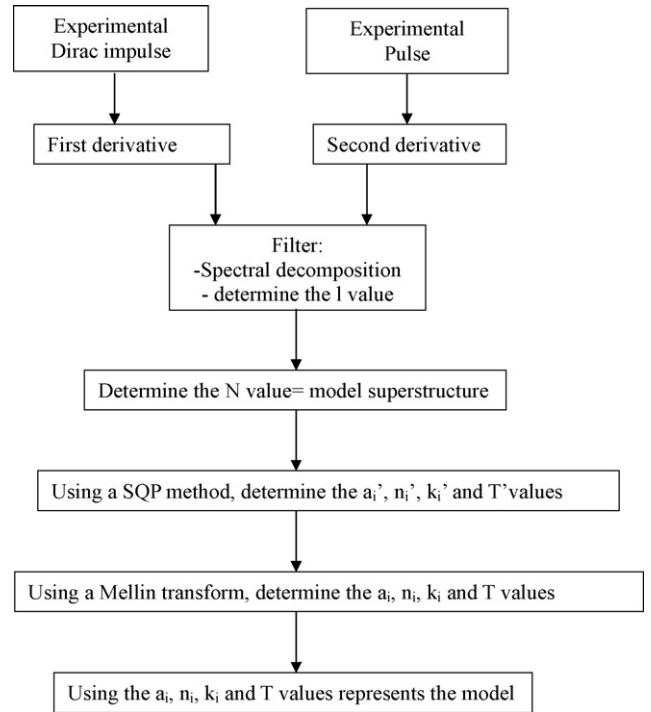 Experimental
Dirac impulse
Experimental
Pulse
First derivative
Second derivative
Filter:
-Spectral decomposition
- determine the l value
Determine the N value= model superstructure
Using a SQP method, determine the aᵢ’, nᵢ’, kᵢ’ and T’values
Using a Mellin transform, determine the aᵢ, nᵢ, kᵢ and T values
Using the aᵢ, nᵢ, kᵢ and T values represents the model